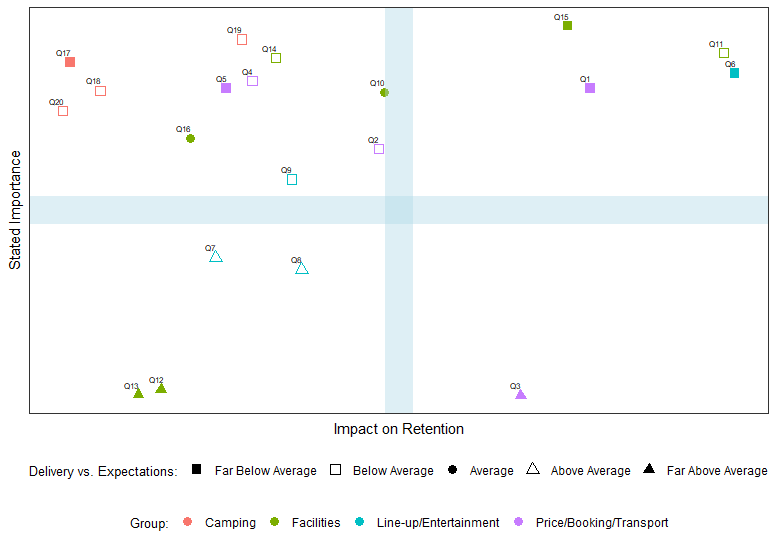 Q15
Q19
Q14
Q11
Q17
Q6
Q4
Q18
Q5
Q10
Q1
Q20
Q16
Q2
Q9
Q7
Q8
Q13
Q12
Q3
Stated Importance
Impact on Retention
Delivery vs. Expectations: Far Below Average Below Average Average Above Average Far Above Average
Group: Camping Facilities Line-up/Entertainment Price/Booking/Transport